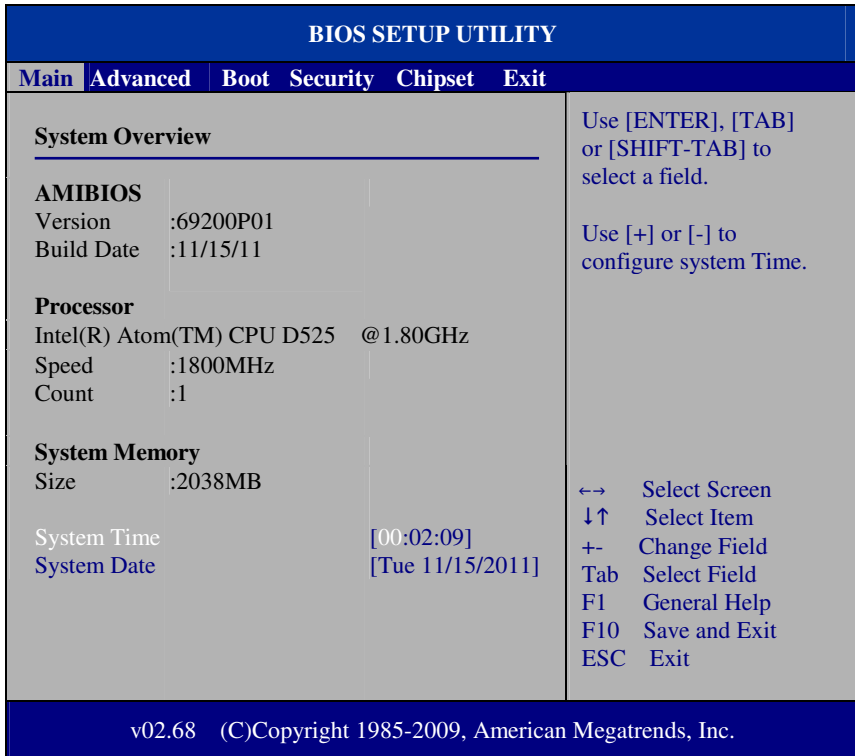 BIOS SETUP UTILITY
Main Advanced Boot Security Chipset Exit
System Overview
AMIBIOS
Version :69200P01
Build Date :11/15/11
Processor
Intel(R) Atom(TM) CPU D525 @1.80GHz
Speed :1800MHz
Count :1
System Memory
Size :2038MB
System Time [00:02:09]
System Date [Tue 11/15/2011]
Use [ENTER], [TAB]
or [SHIFT-TAB] to
select a field.
Use [+] or [-] to
configure system Time.
←→ Select Screen
↓↑ Select Item
+- Change Field
Tab Select Field
F1 General Help
F10 Save and Exit
ESC Exit
v02.68 (C)Copyright 1985-2009, American Megatrends, Inc.